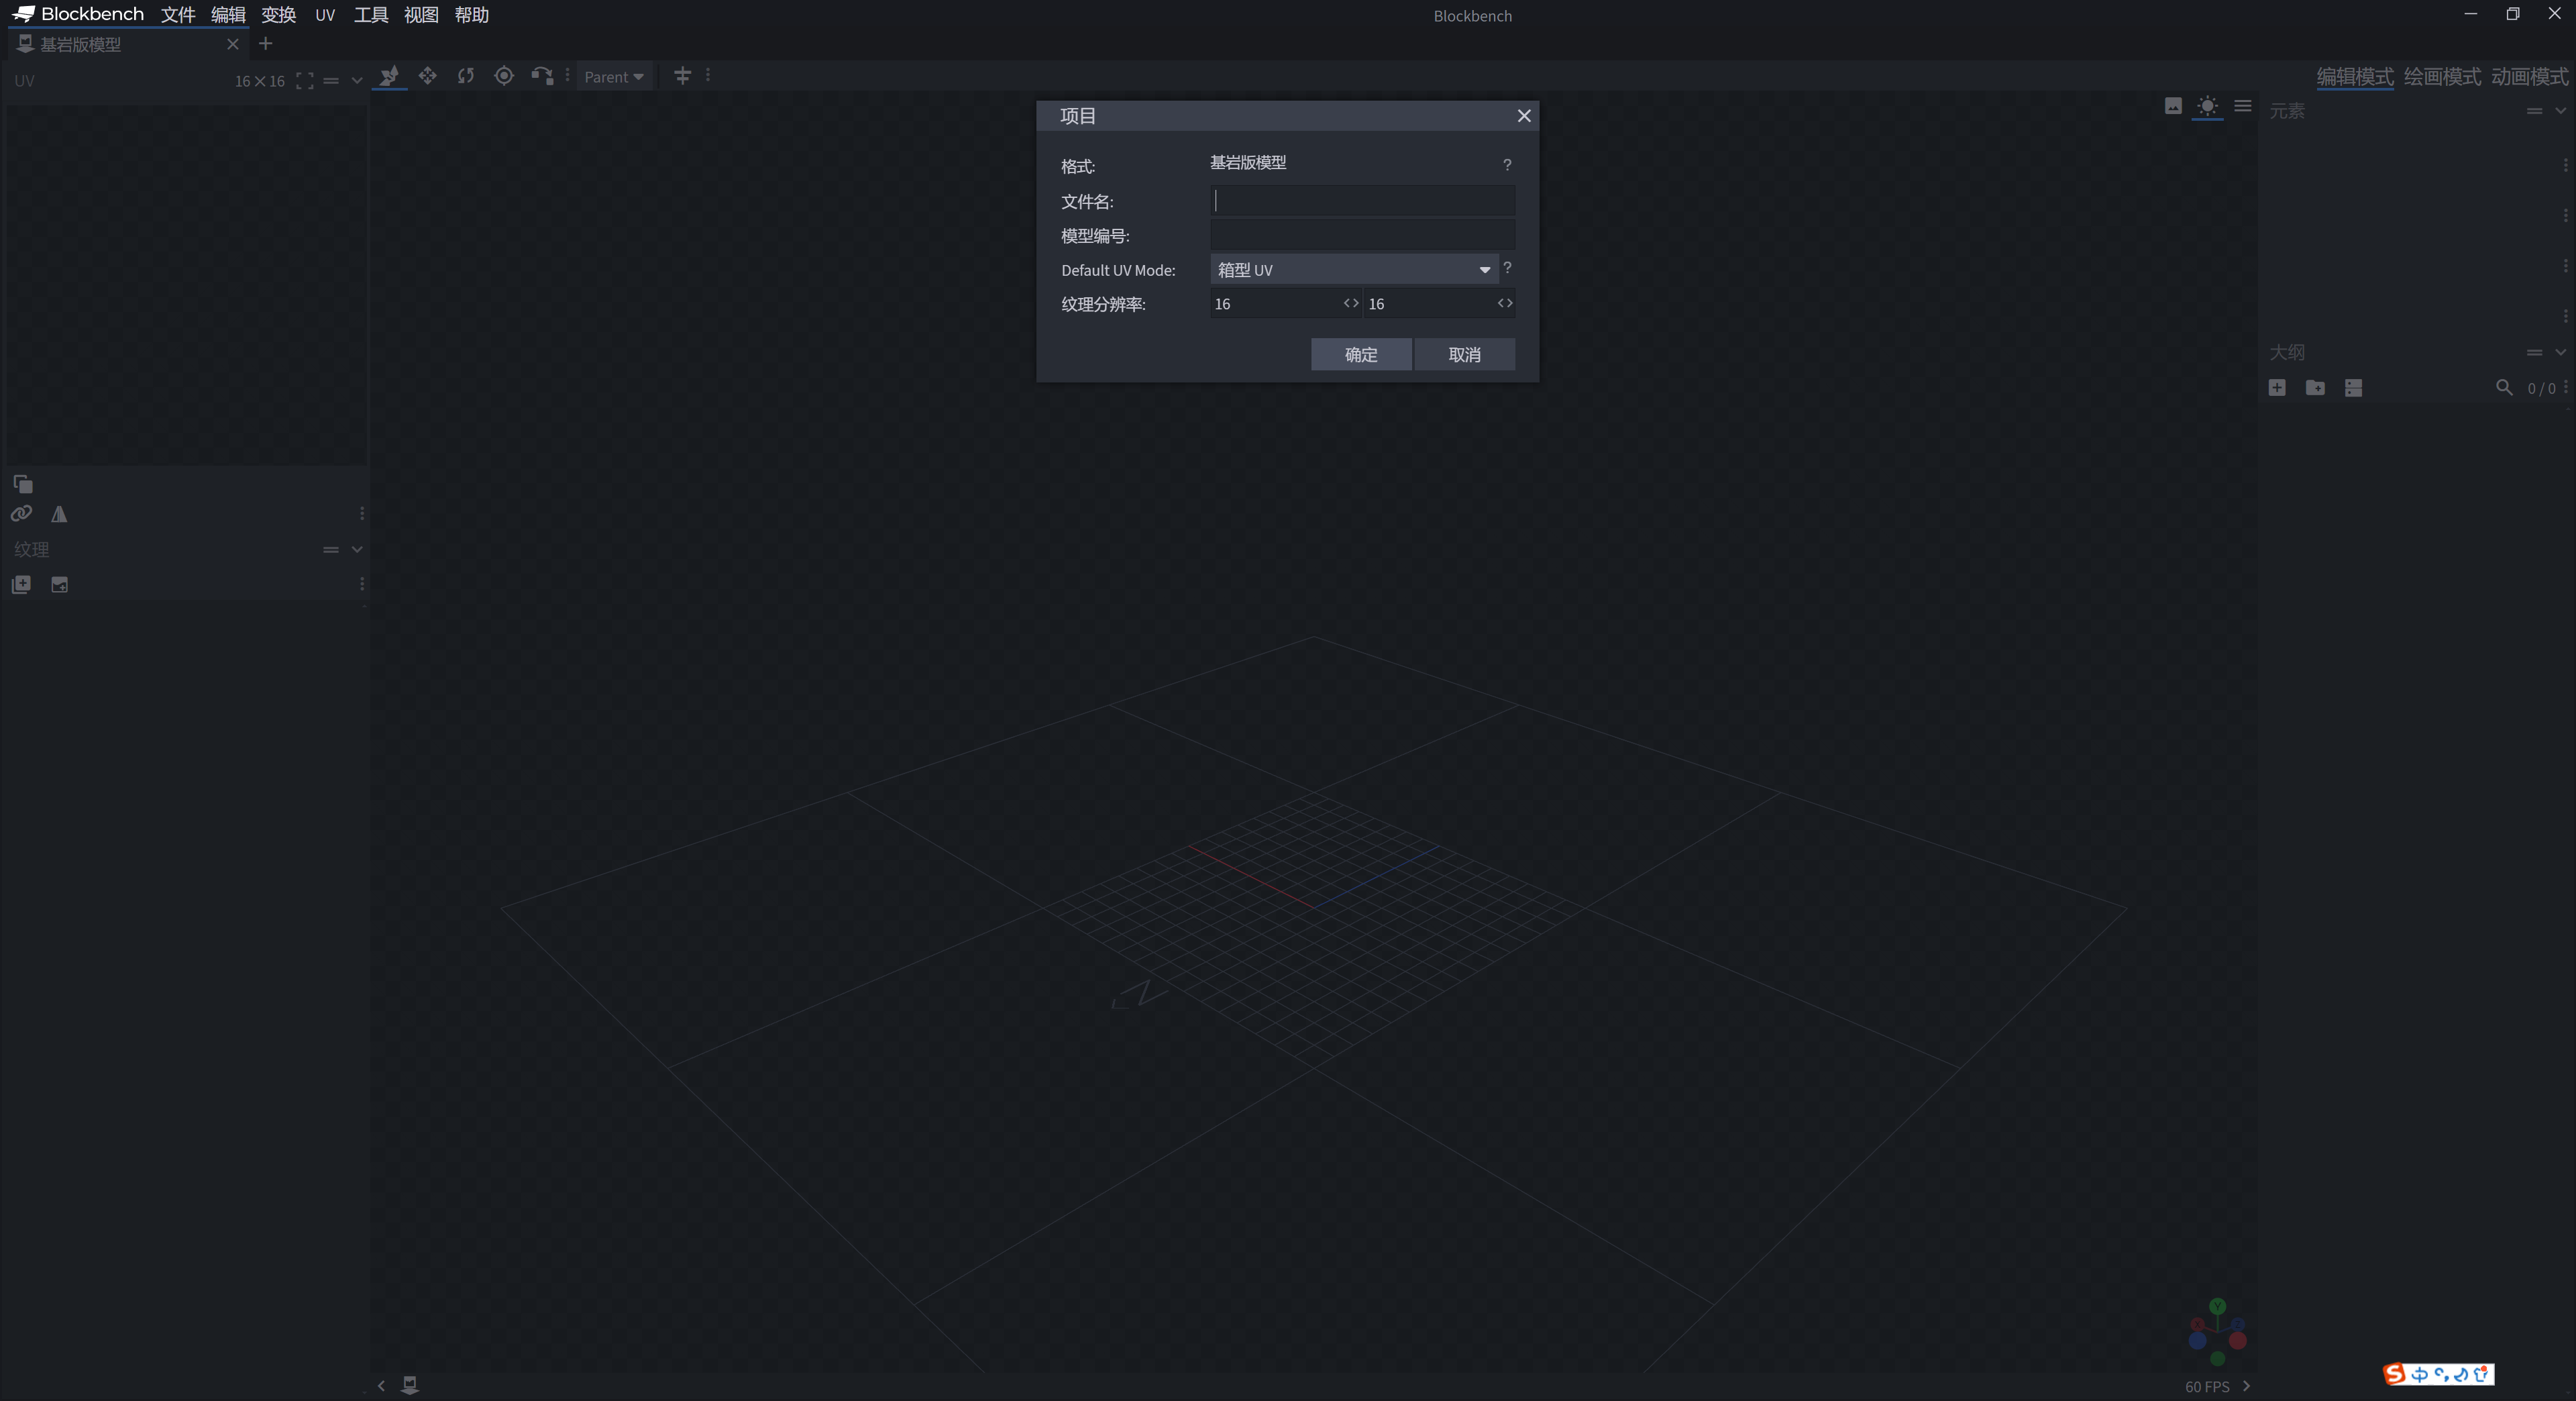 Blockbench 文件 编辑 变换 UV 工具 视图 帮助
Blockbench
基岩版模型
UV
16×16
Parent
编辑模式 绘画模式 动画模式
元素
项目
格式: 基岩版模型 ?
文件名:
模型编号:
Default UV Mode: 箱型 UV ?
纹理分辨率: 16 16
确定 取消
大纲
0 / 0
纹理
N
Y
X
Z
60 FPS
S 中